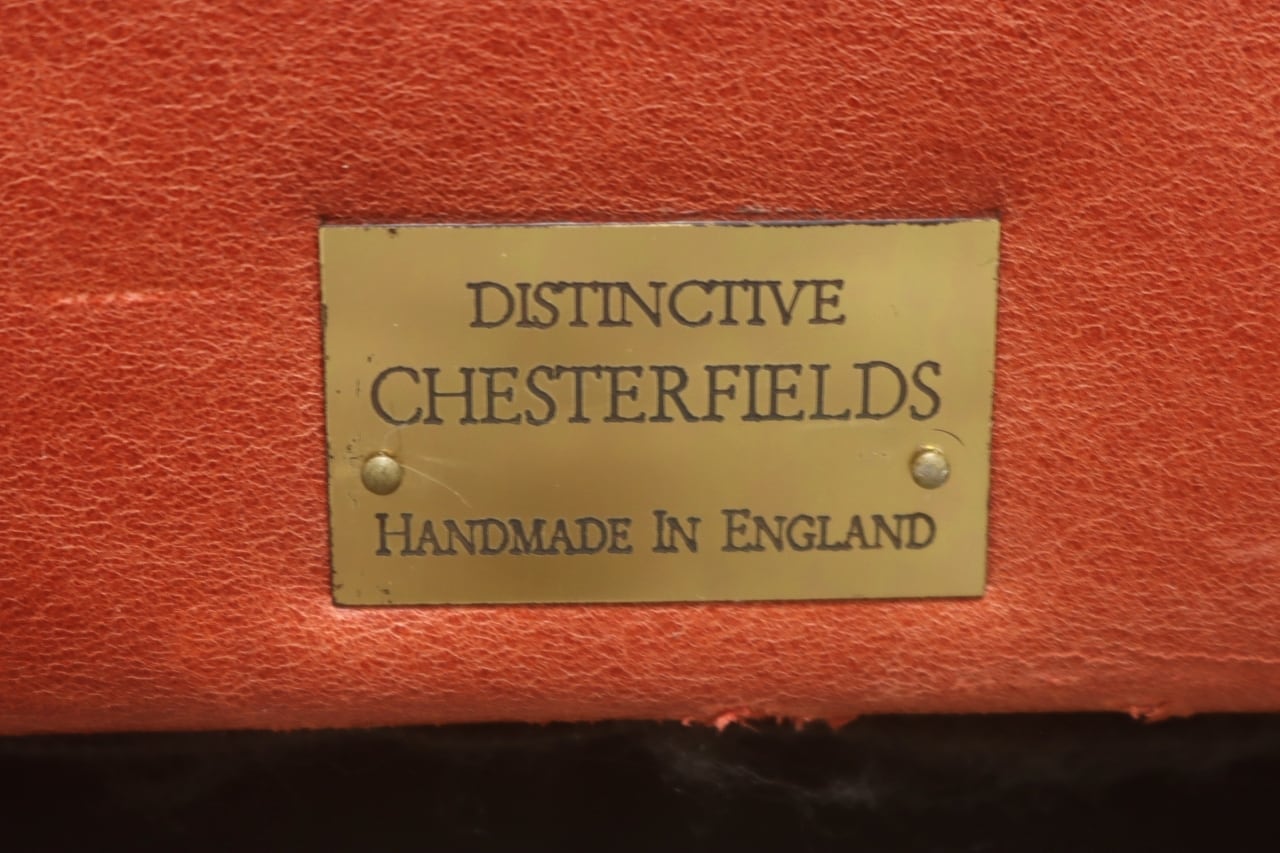 DISTINCTIVE
CHESTERFIELDS
HANDMADE IN ENGLAND